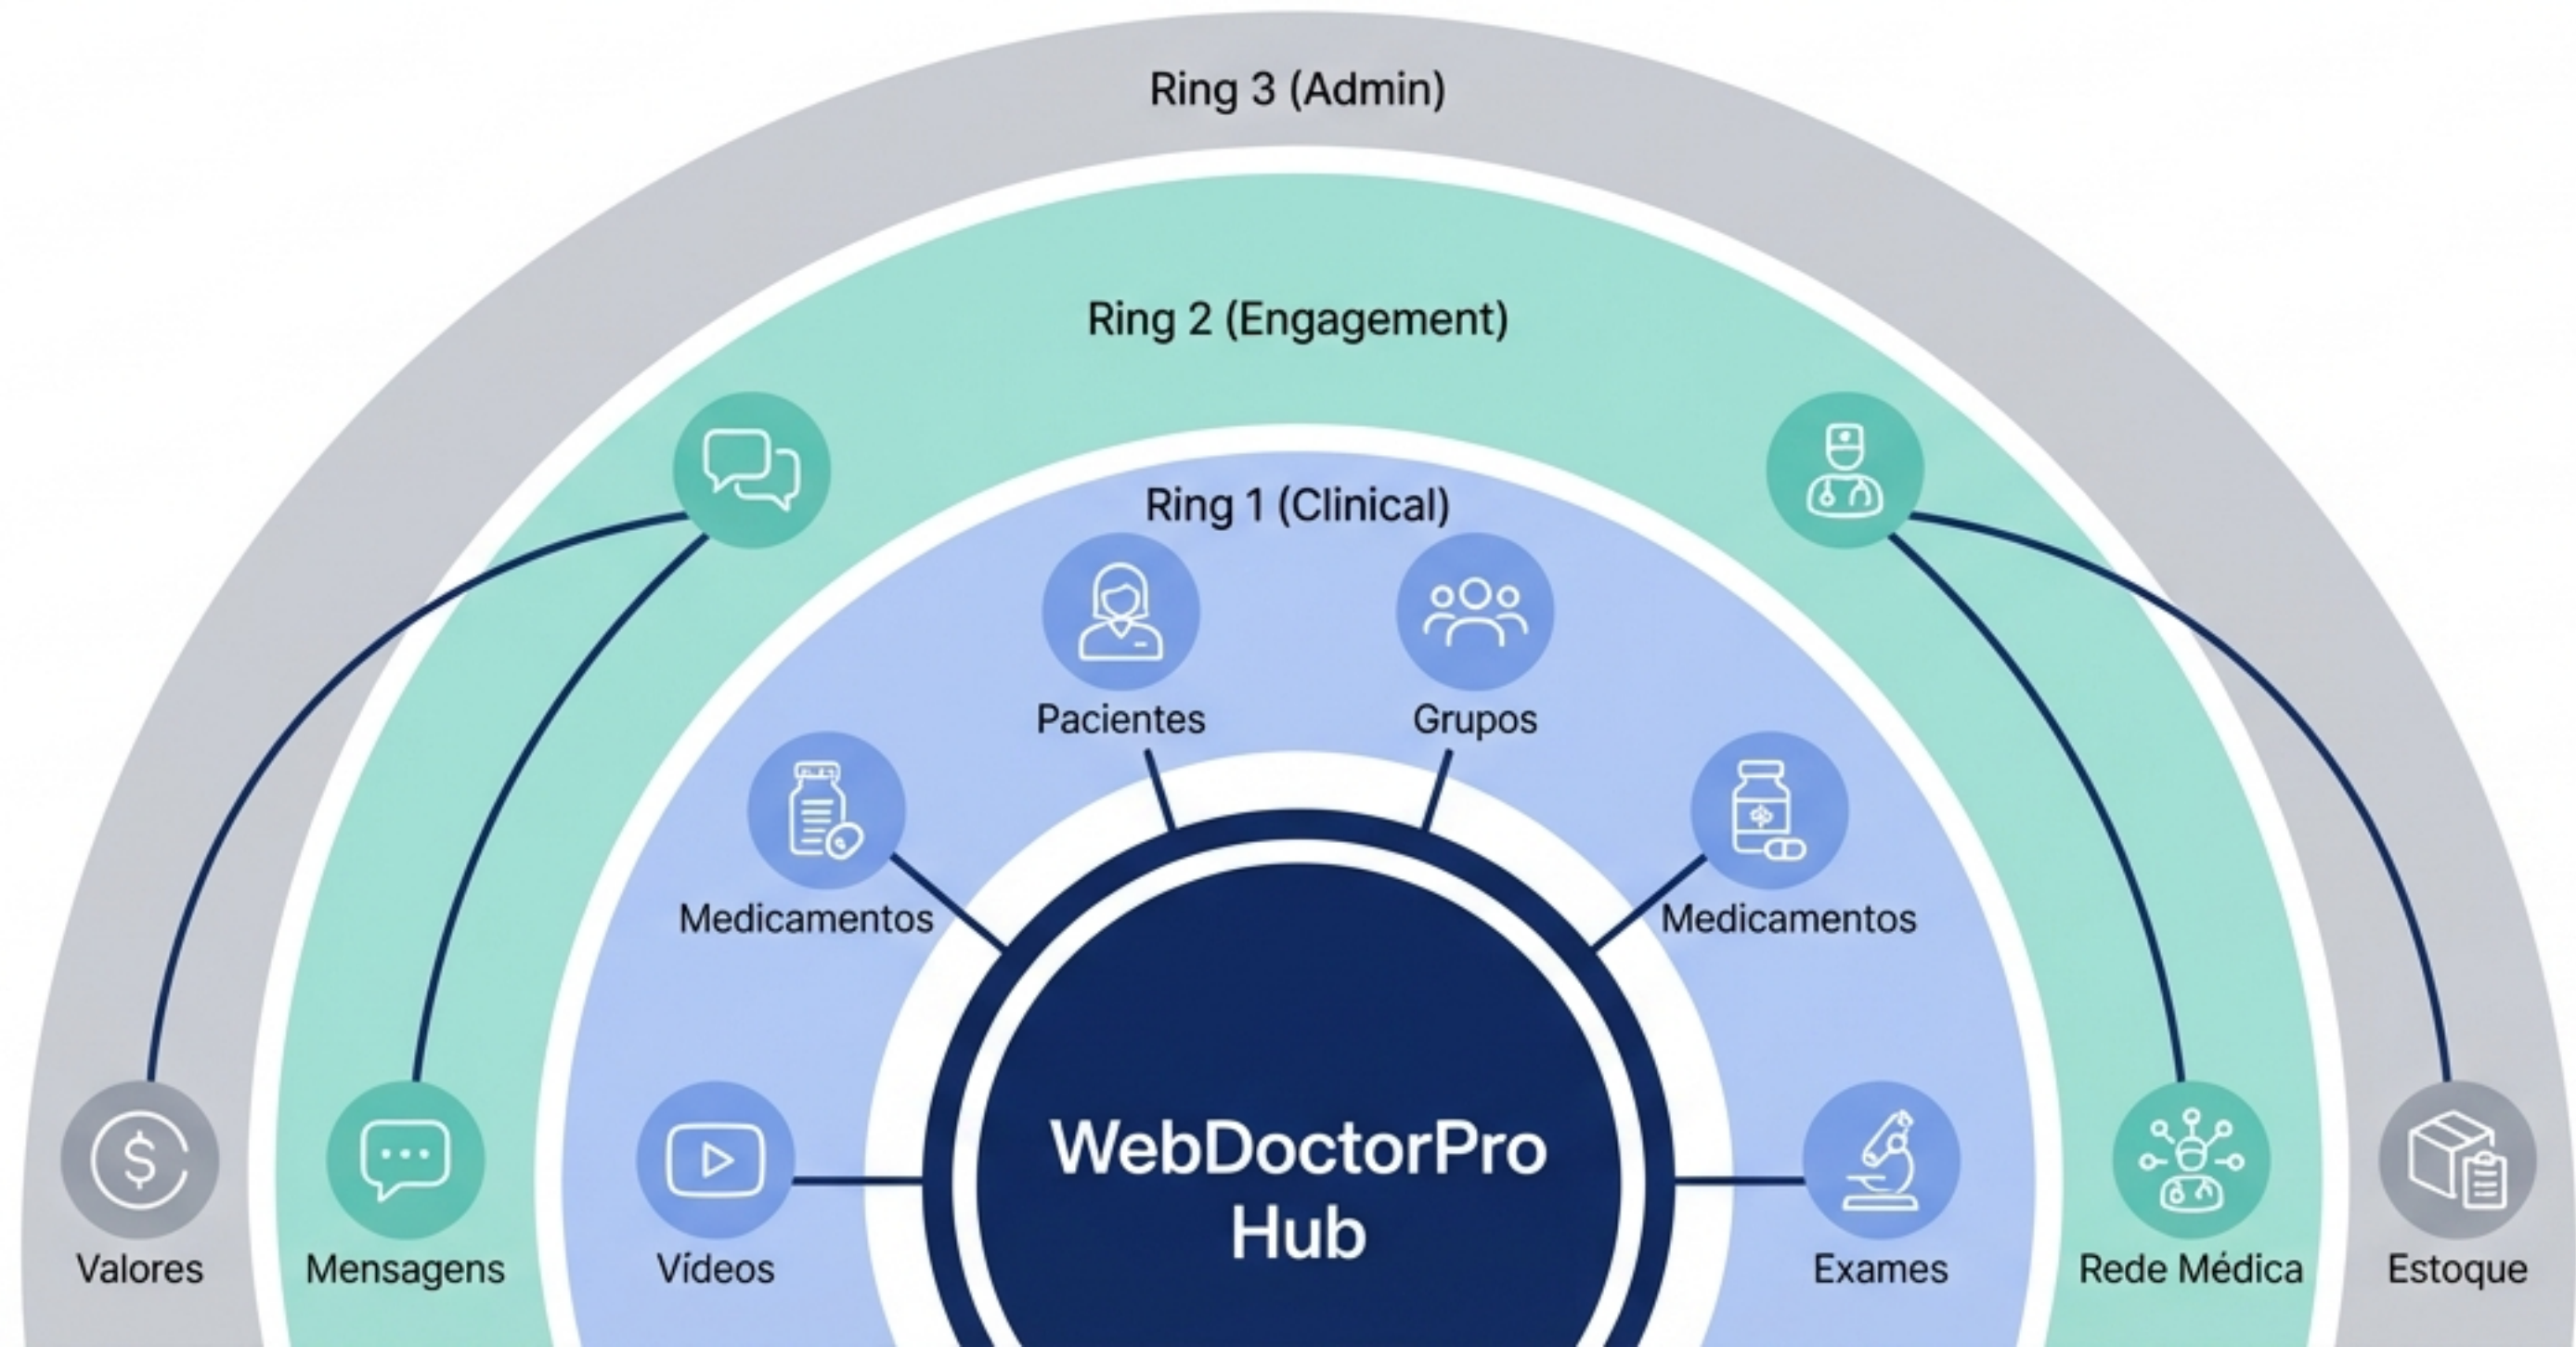 Ring 3 (Admin)
Ring 2 (Engagement)
Ring 1 (Clinical)
Pacientes
Grupos
Medicamentos
Medicamentos
WebDoctorPro
Hub
Valores
Mensagens
Vídeos
Exames
Rede Médica
Estoque